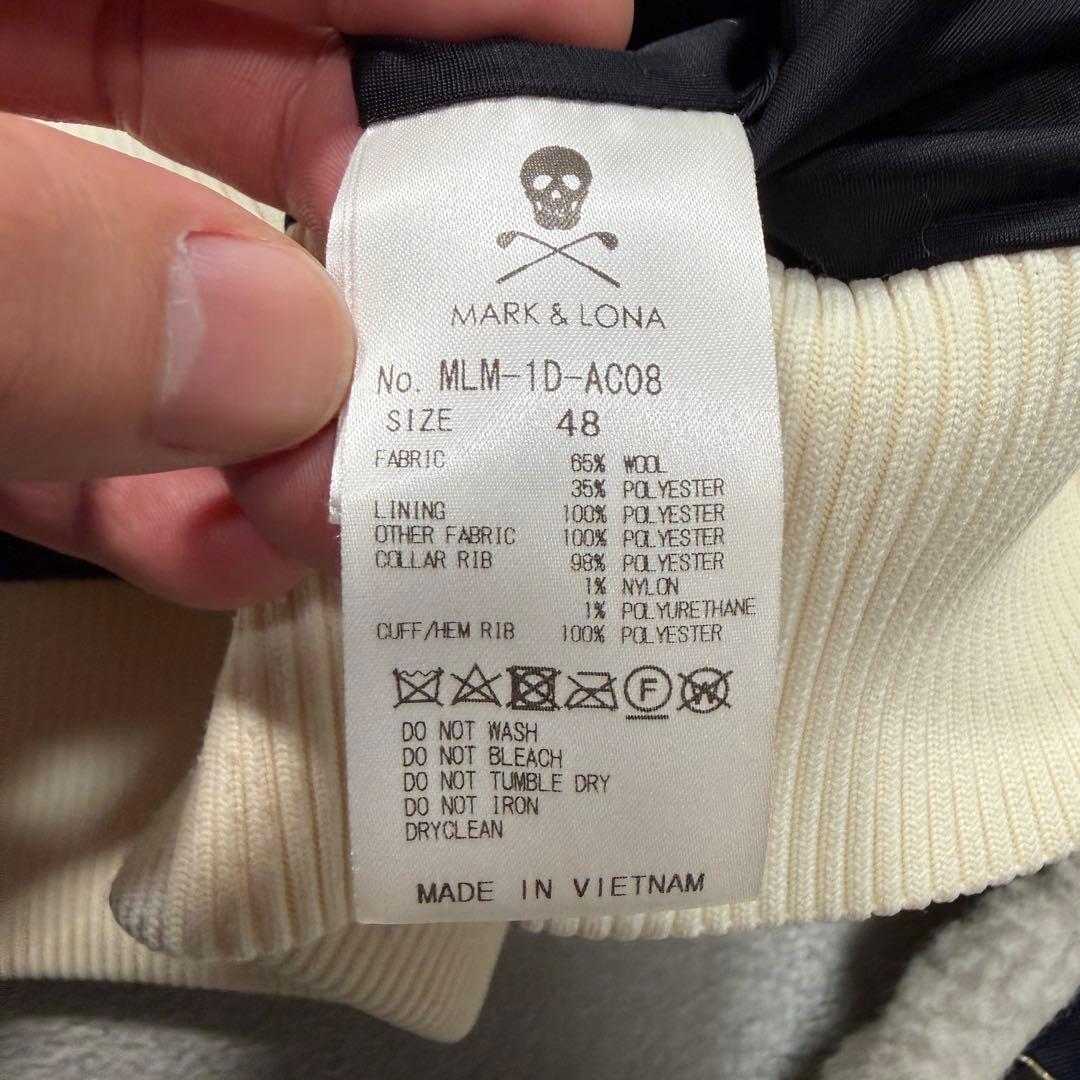 MARK & LONA
No. MLM-1D-AC08
SIZE 48
FABRIC 65% WOOL
35% POLYESTER
LINING 100% POLYESTER
OTHER FABRIC 100% POLYESTER
COLLAR RIB 98% POLYESTER
1% NYLON
1% POLYURETHANE
CUFF/HEM RIB 100% POLYESTER
F W
DO NOT WASH
DO NOT BLEACH
DO NOT TUMBLE DRY
DO NOT IRON
DRYCLEAN
MADE IN VIETNAM